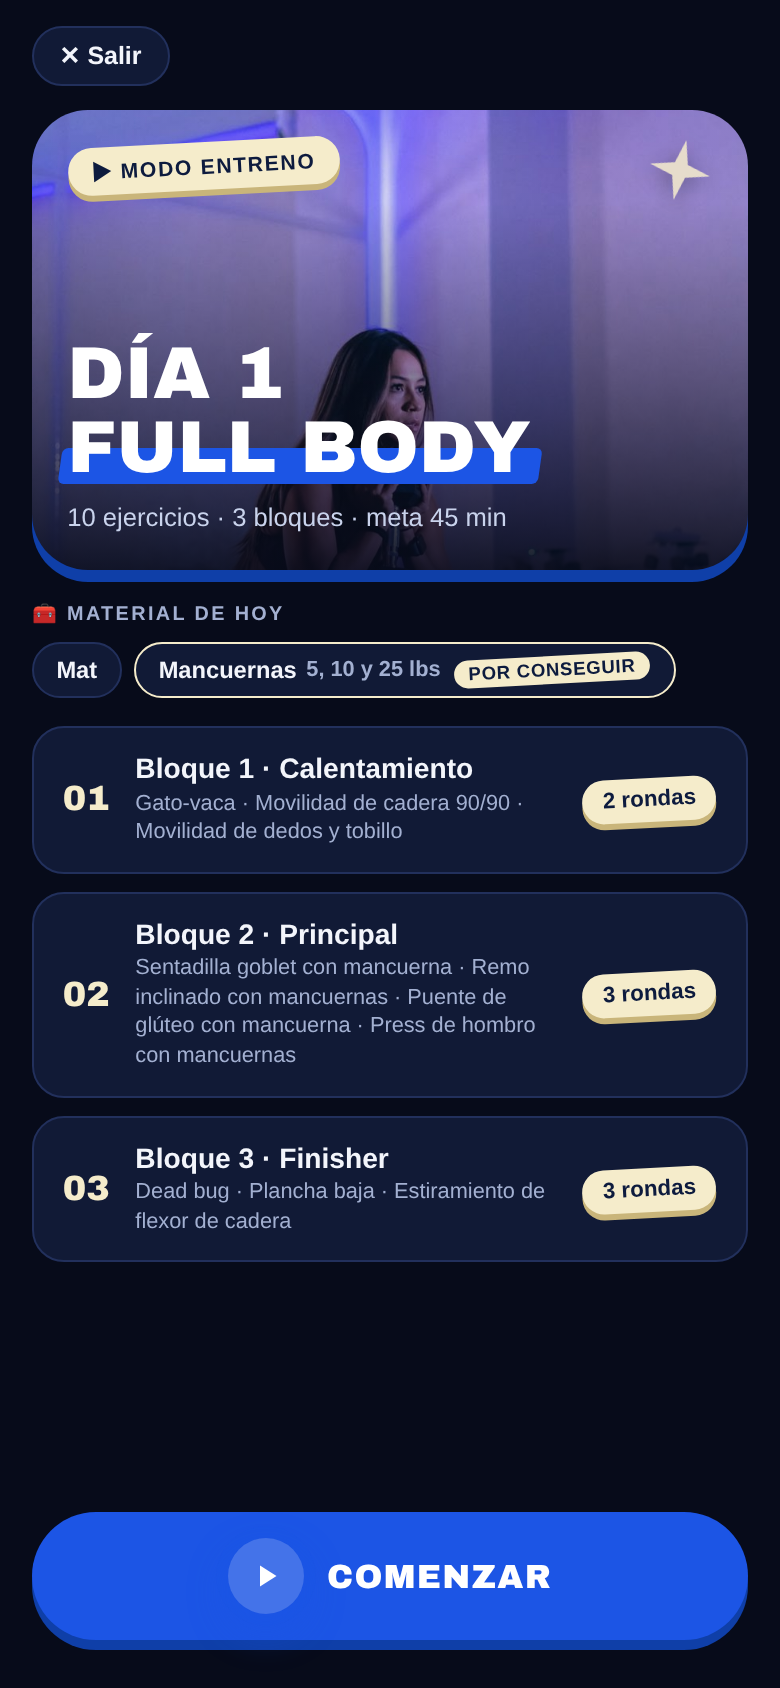 ✕ Salir
▶ MODO ENTRENO
DÍA 1
FULL BODY
10 ejercicios · 3 bloques · meta 45 min
🧰 MATERIAL DE HOY
Mat
Mancuernas 5, 10 y 25 lbs POR CONSEGUIR
01
Bloque 1 · Calentamiento
Gato-vaca · Movilidad de cadera 90/90 ·
Movilidad de dedos y tobillo
2 rondas
02
Bloque 2 · Principal
Sentadilla goblet con mancuerna · Remo
inclinado con mancuernas · Puente de
glúteo con mancuerna · Press de hombro
con mancuernas
3 rondas
03
Bloque 3 · Finisher
Dead bug · Plancha baja · Estiramiento de
flexor de cadera
3 rondas
COMENZAR